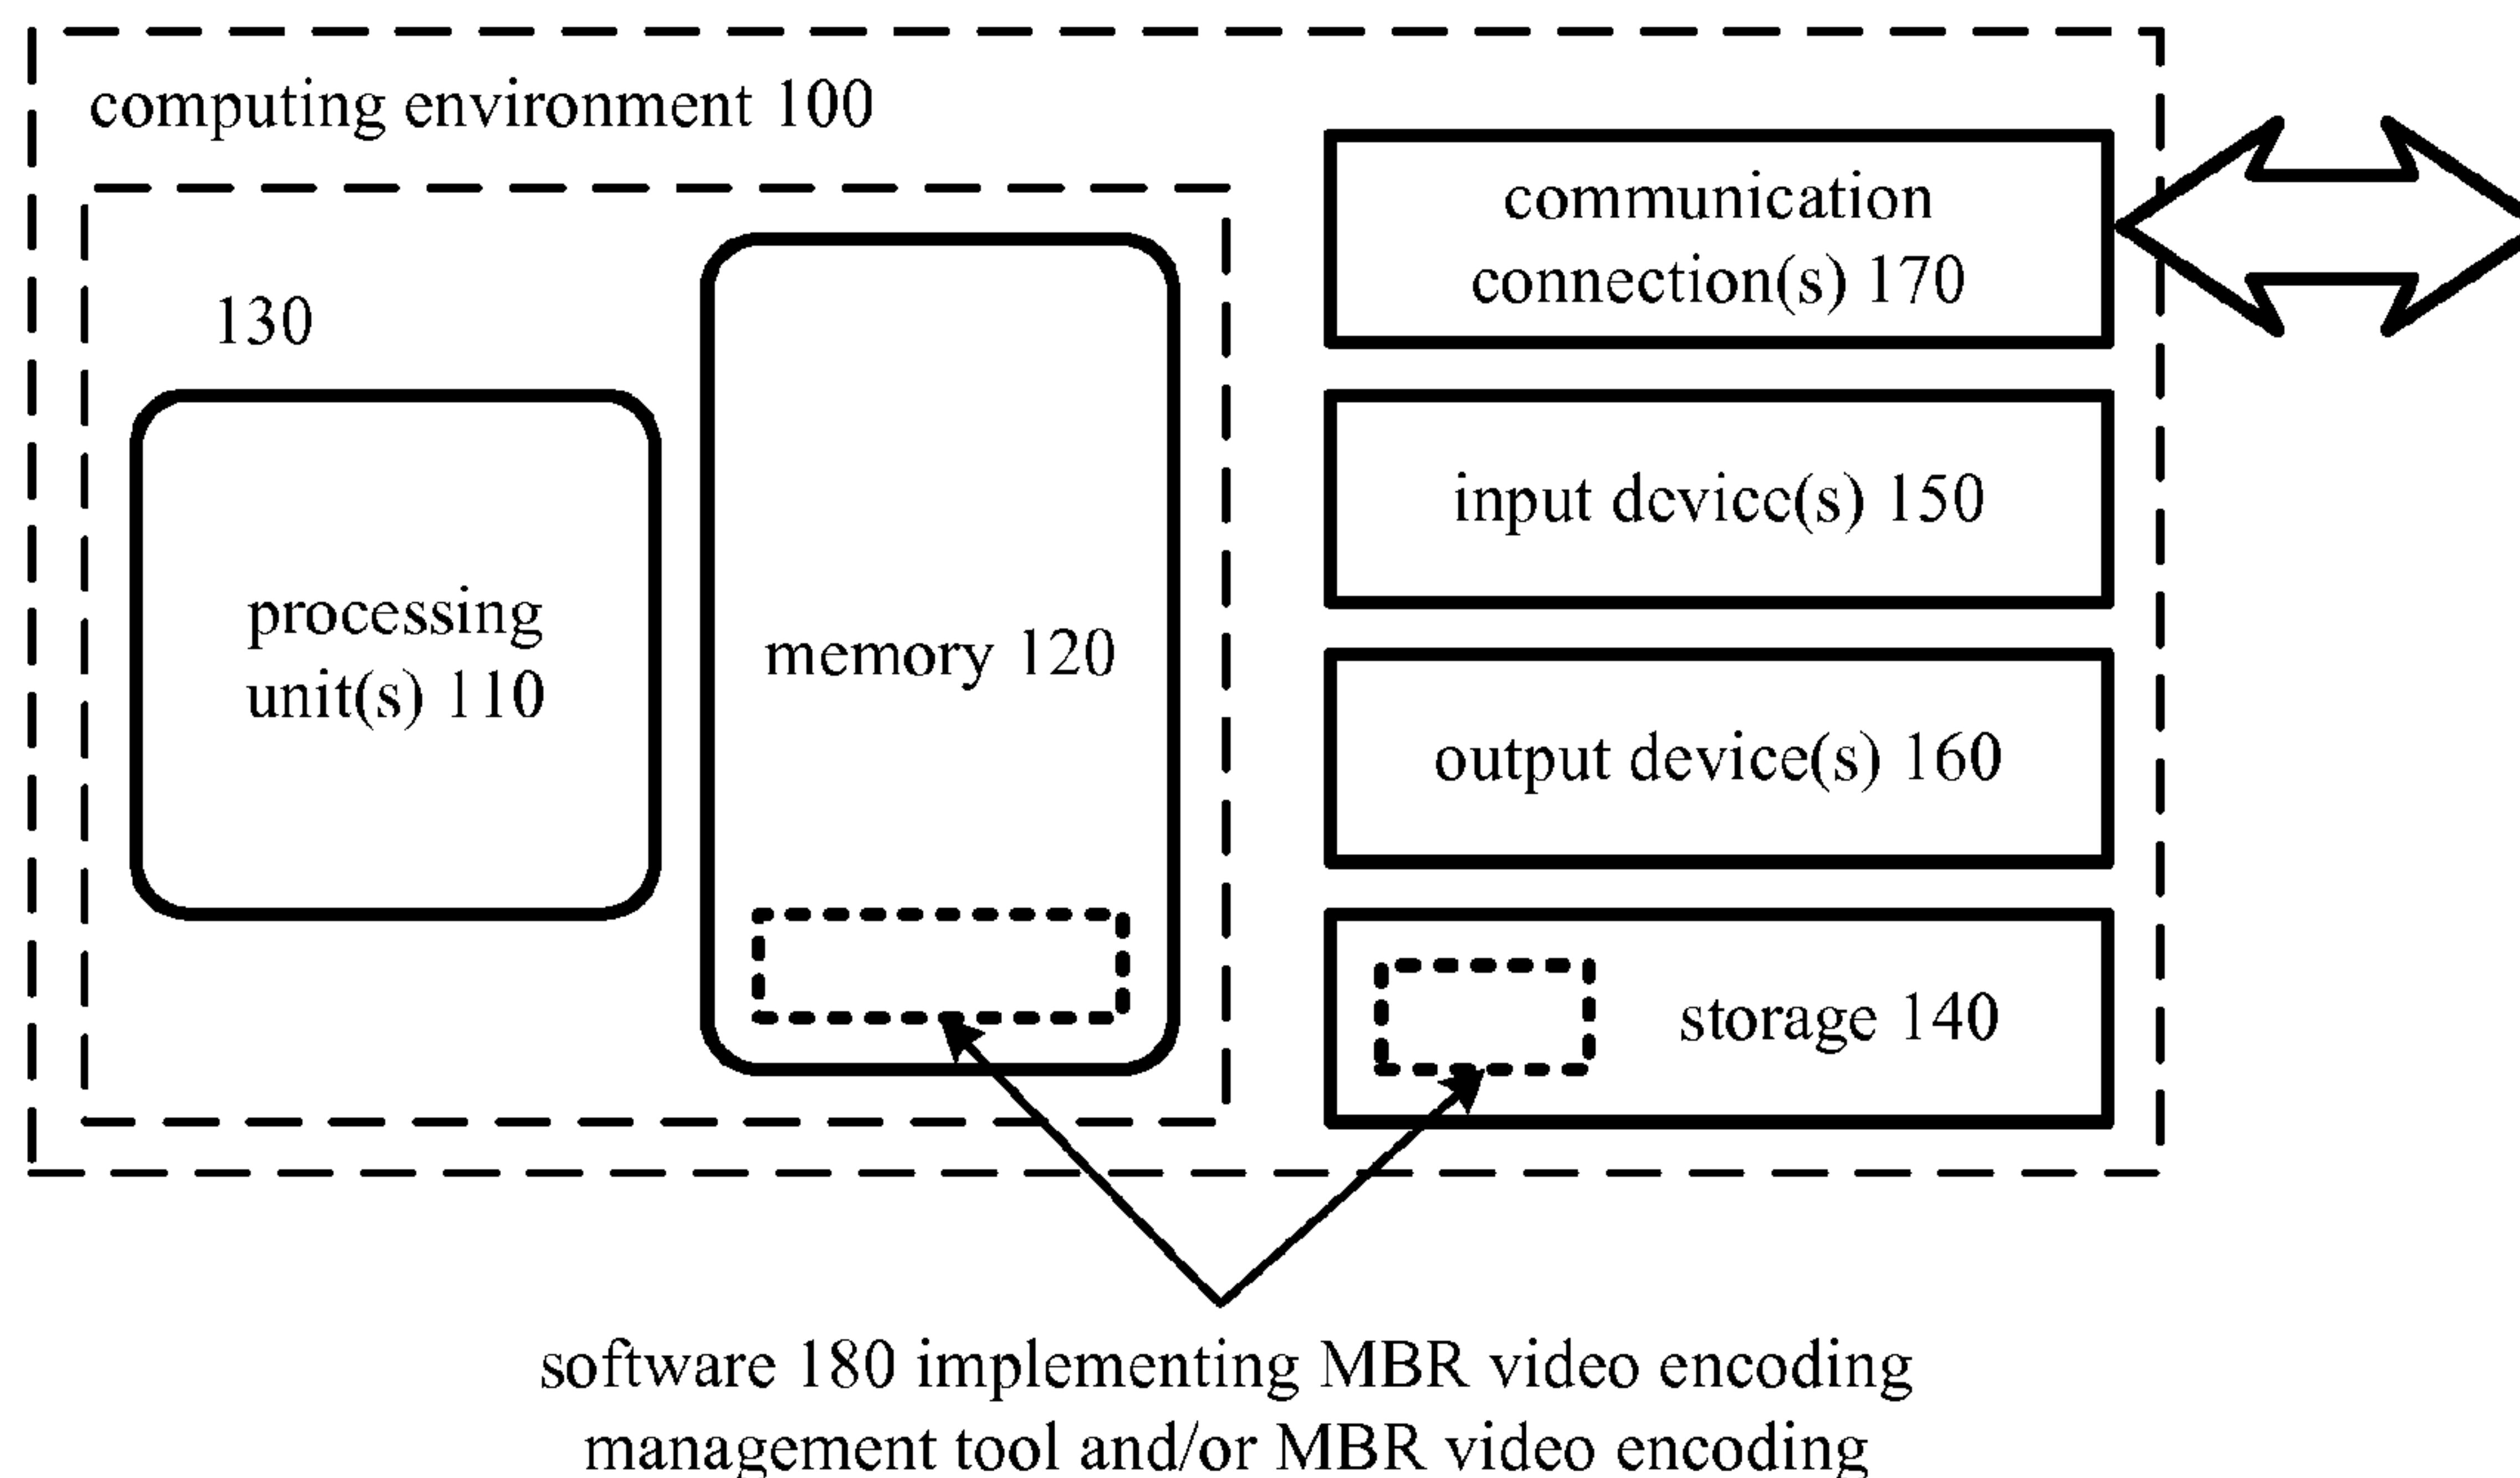 computing environment 100
communication
connection(s) 170
130
input device(s) 150
processing
unit(s) 110
memory 120
output device(s) 160
storage 140
software 180 implementing MBR video encoding
management tool and/or MBR video encoding